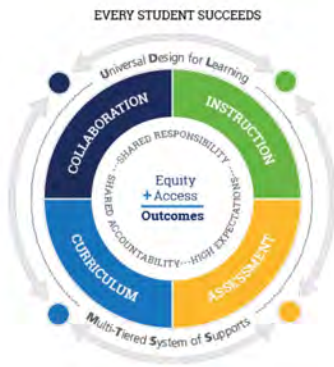 EVERY STUDENT SUCCEEDS
Universal Design for Learning
COLLABORATION
INSTRUCTION
SHARED RESPONSIBILITY
SHARED ACCOUNTABILITY
HIGH EXPECTATIONS
Equity
+Access
Outcomes
CURRICULUM
ASSESSMENT
Multi-Tiered System of Supports